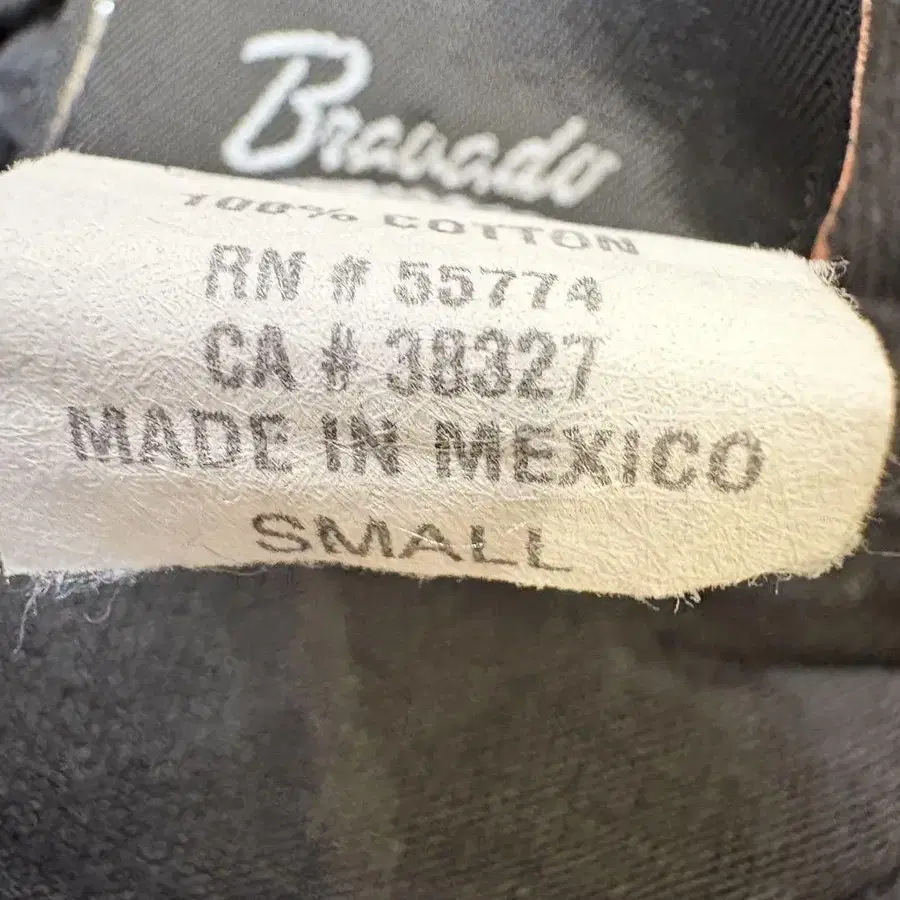 Bravado
100% COTTON
RN # 55774
CA # 38327
MADE IN MEXICO
SMALL